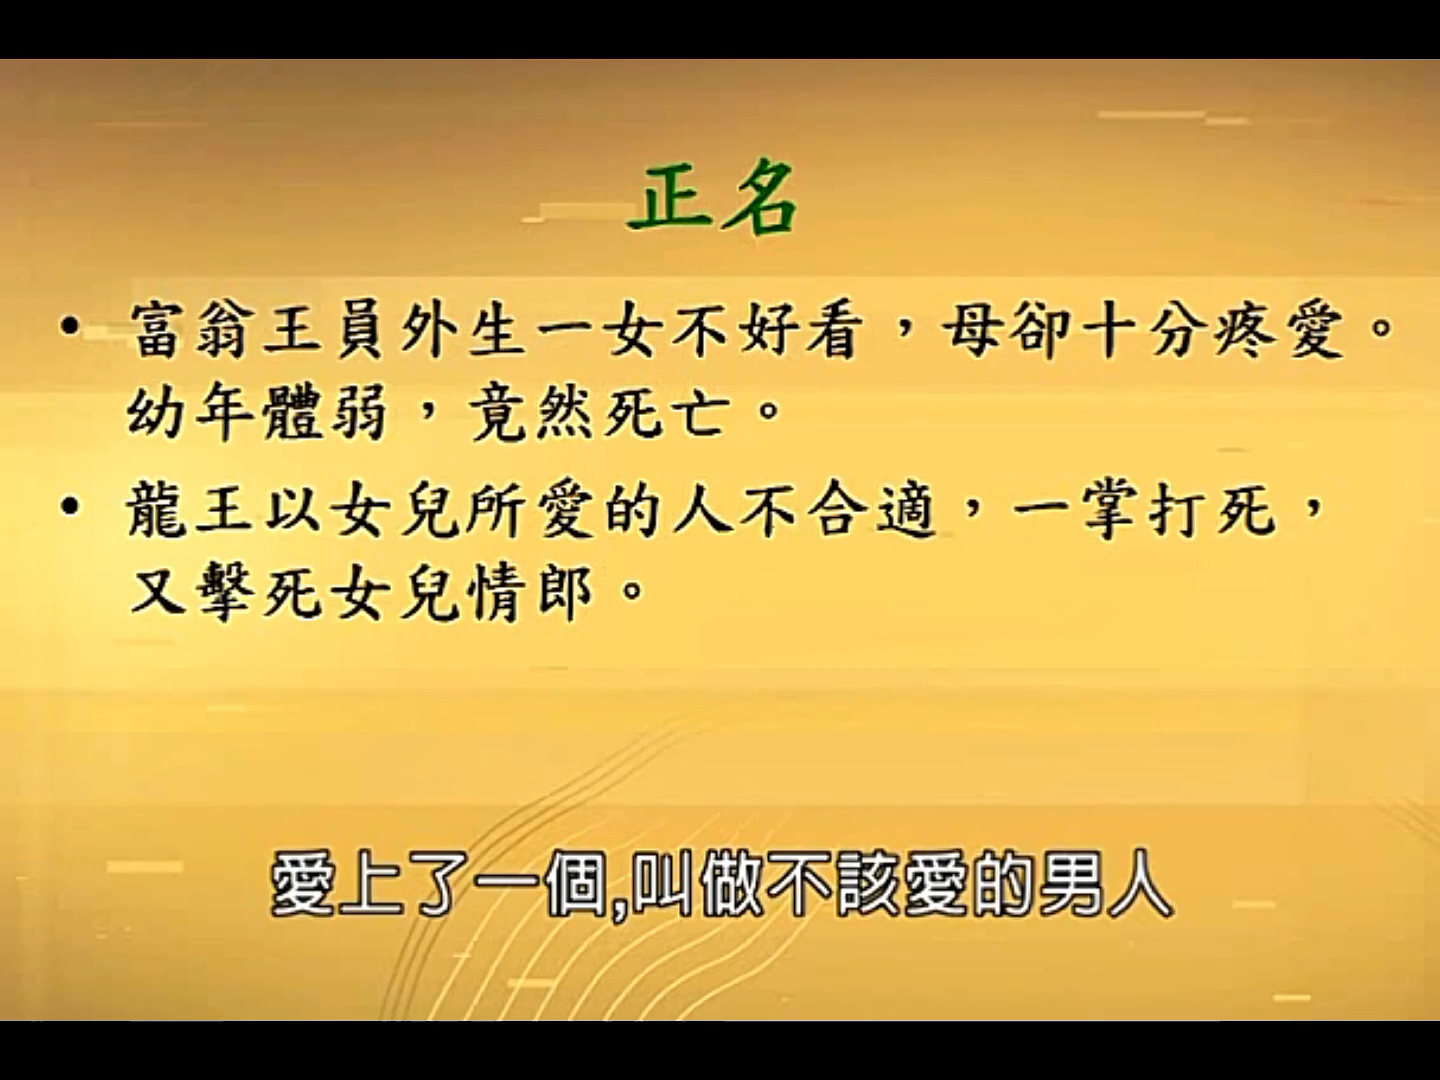 正名
• 富翁王員外生一女不好看，母卻十分疼愛。
幼年體弱，竟然死亡。
• 龍王以女兒所愛的人不合適，一掌打死，
又擊死女兒情郎。
愛上了一個,叫做不該愛的男人